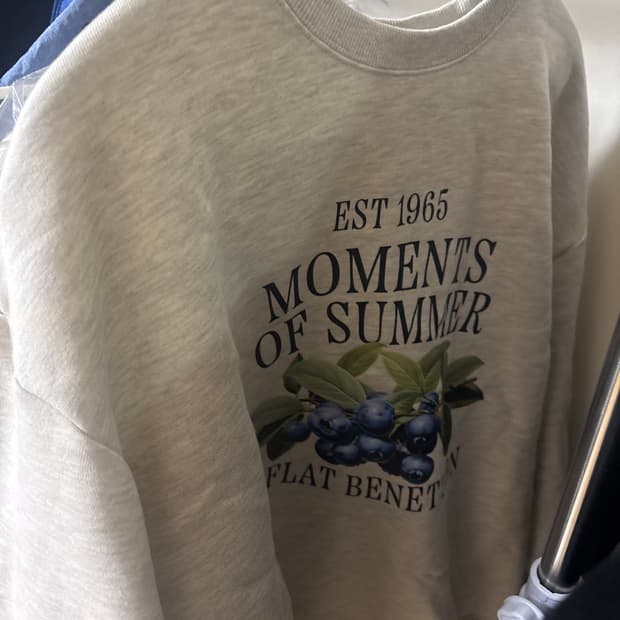 EST 1965
MOMENTS
OF SUMMER
FLAT